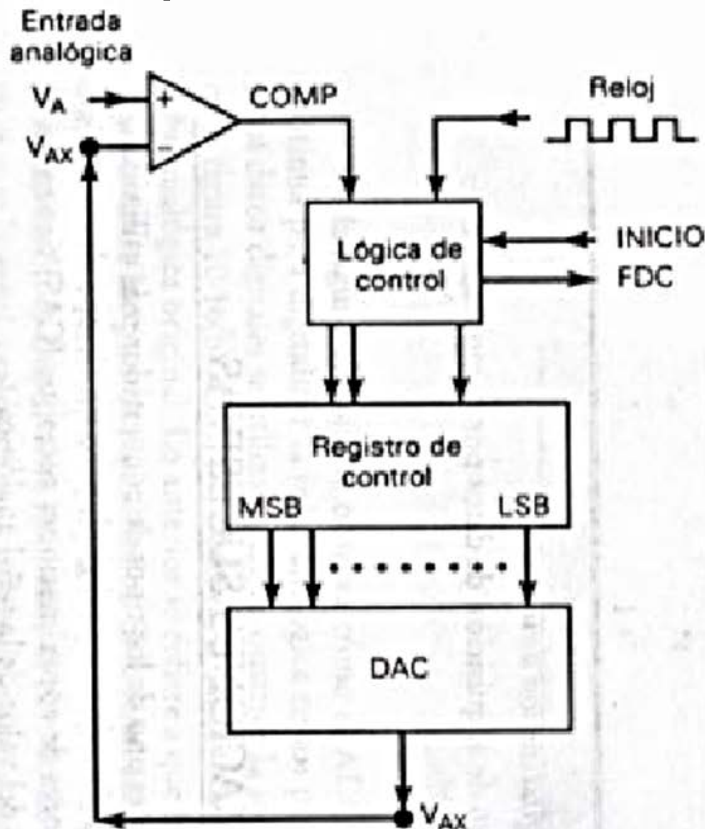 Entrada
analógica
V_A
+
COMP
Reloj
V_AX
−
Lógica de
control
INICIO
FDC
Registro de
control
MSB
LSB
DAC
V_AX